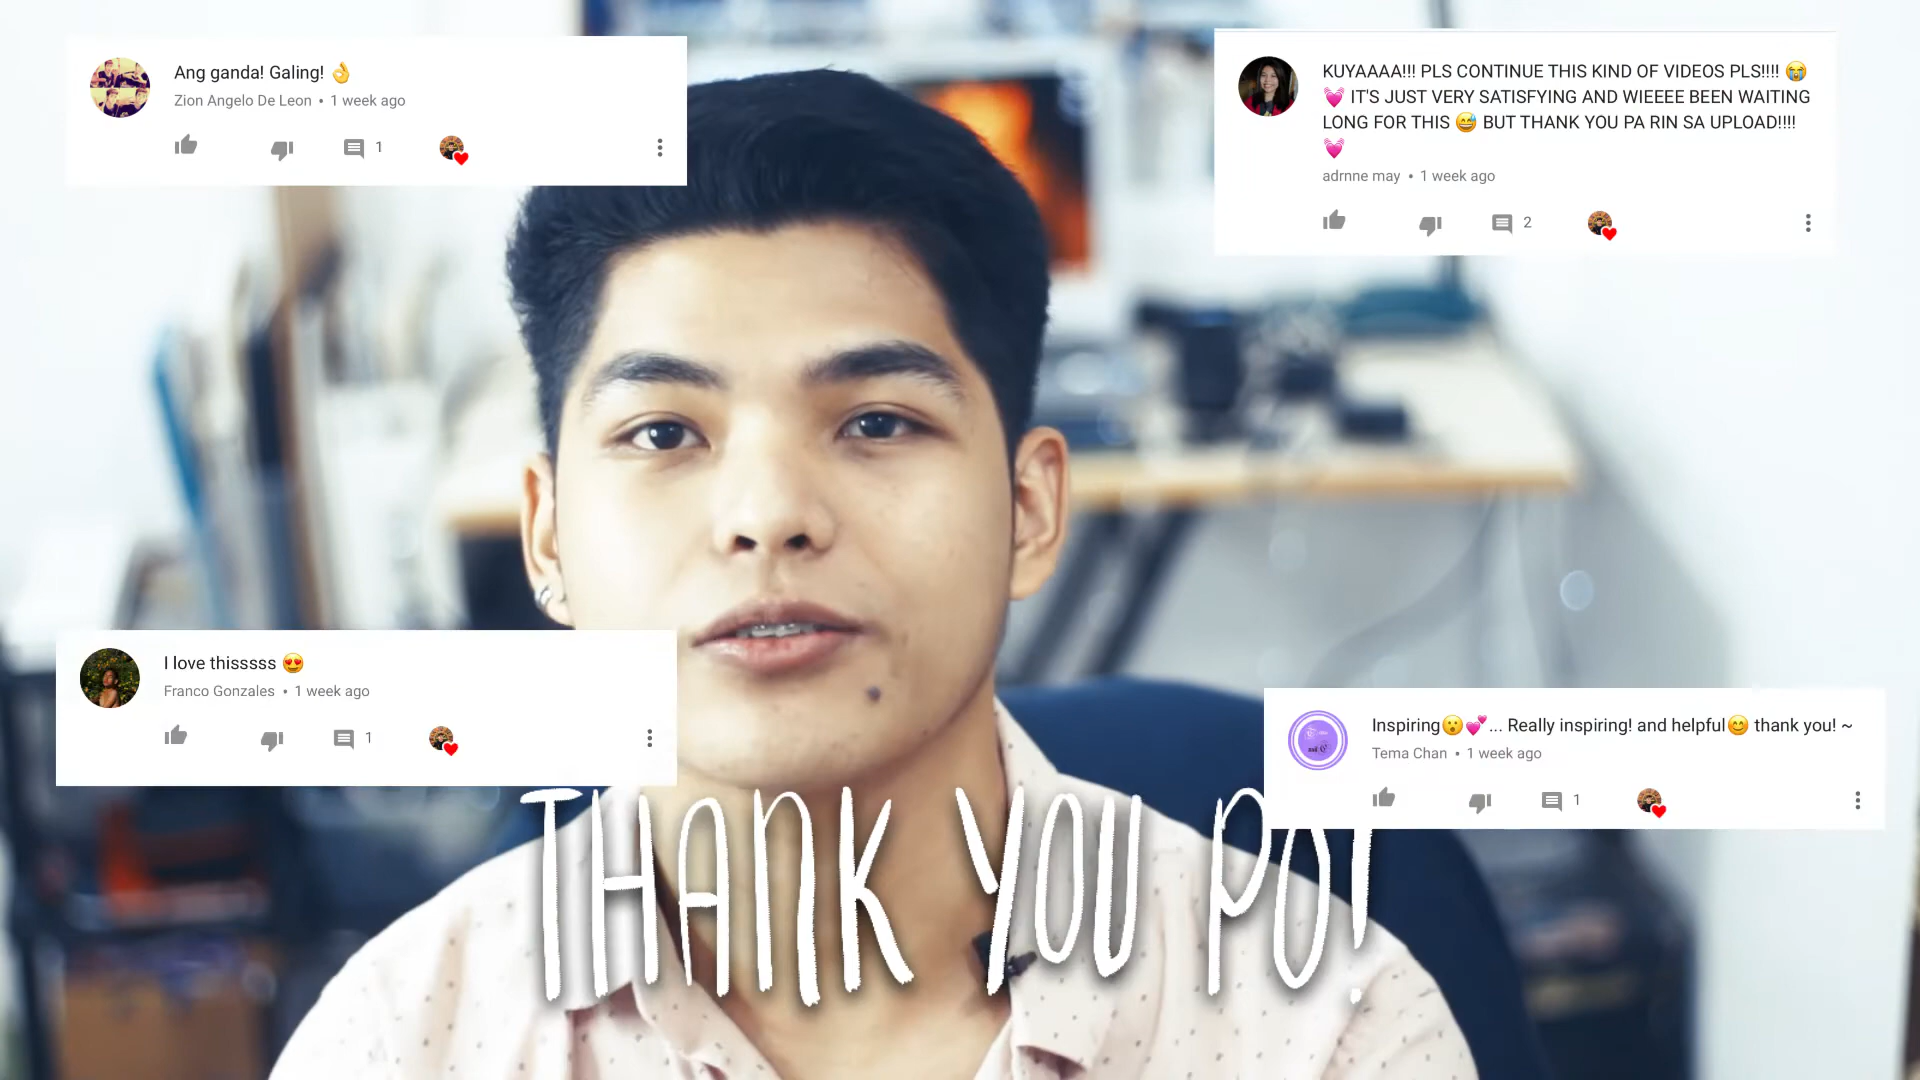 Ang ganda! Galing! 👌
Zion Angelo De Leon • 1 week ago
1
KUYAAAA!!! PLS CONTINUE THIS KIND OF VIDEOS PLS!!!! 😭
💓 IT'S JUST VERY SATISFYING AND WIEEEE BEEN WAITING
LONG FOR THIS 😅 BUT THANK YOU PA RIN SA UPLOAD!!!!
💓
adrnne may • 1 week ago
2
I love thisssss 😍
Franco Gonzales • 1 week ago
1
Inspiring😮💕 ... Really inspiring! and helpful😊 thank you! ~
Tema Chan • 1 week ago
1
THANK YOU PO!